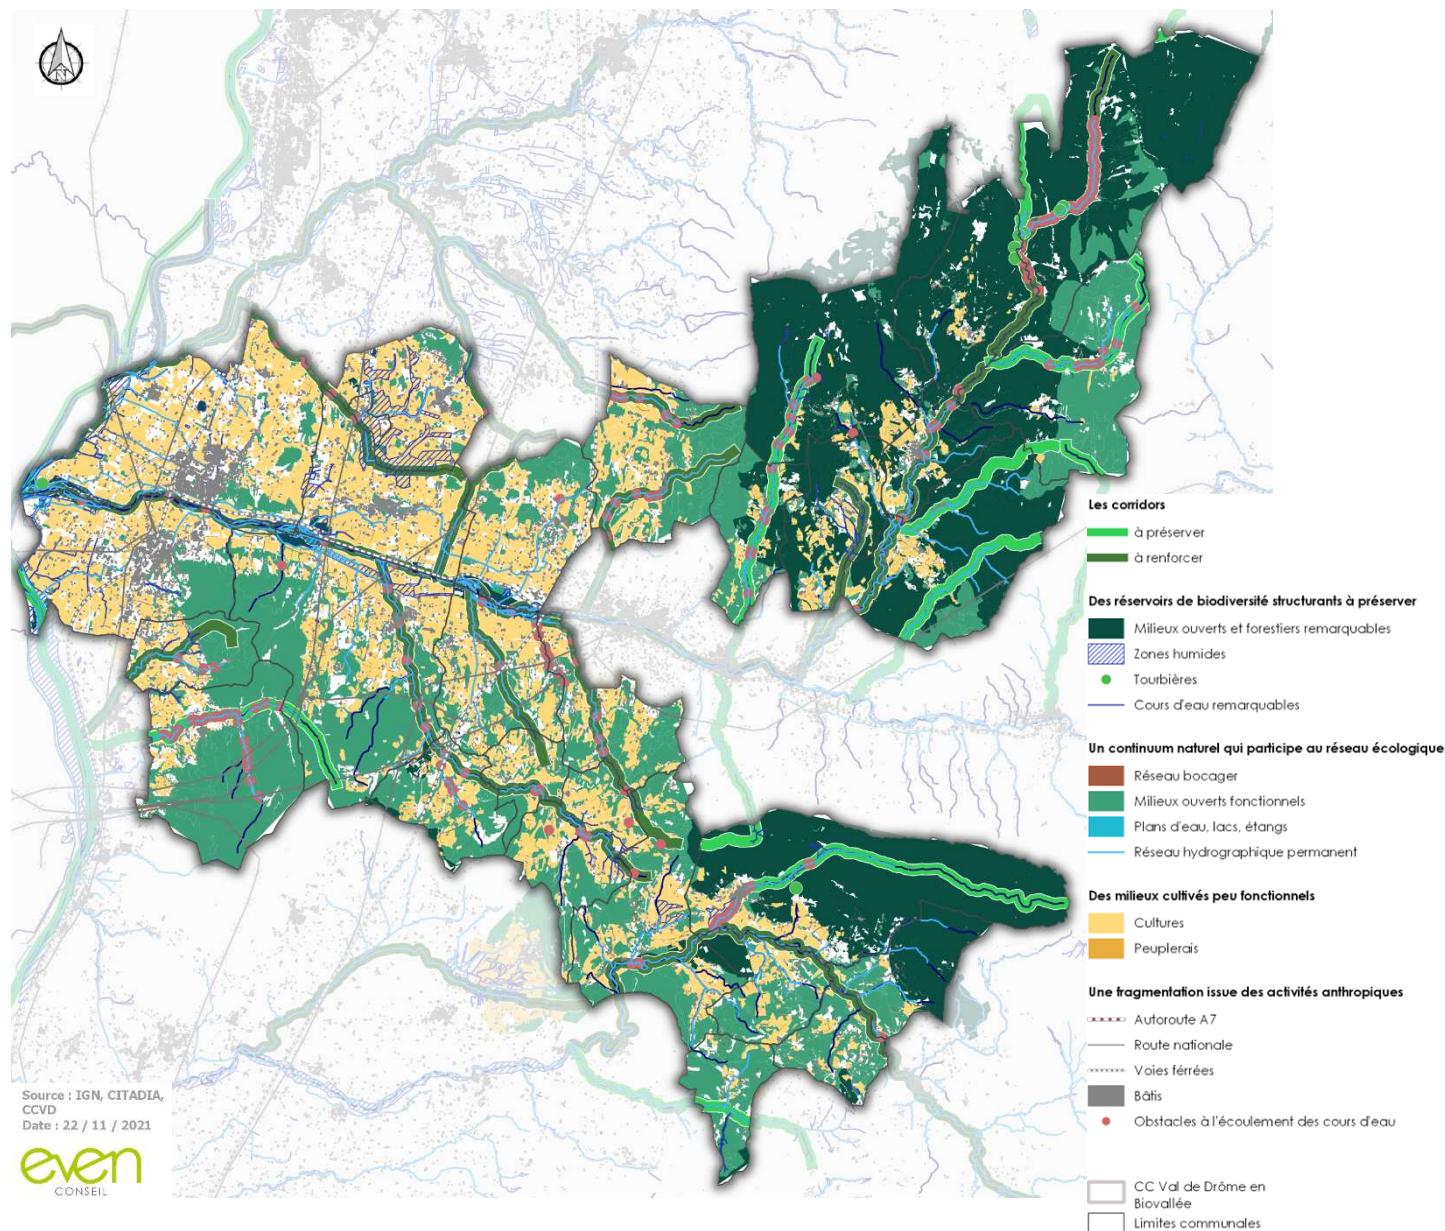 N
Les corridors
à préserver
à renforcer
Des réservoirs de biodiversité structurants à préserver
Milieux ouverts et forestiers remarquables
Zones humides
Tourbières
Cours d'eau remarquables
Un continuum naturel qui participe au réseau écologique
Réseau bocager
Milieux ouverts fonctionnels
Plans d'eau, lacs, étangs
Réseau hydrographique permanent
Des milieux cultivés peu fonctionnels
Cultures
Peuplerais
Une fragmentation issue des activités anthropiques
Autoroute A7
Route nationale
Voies férrées
Bâtis
Obstacles à l'écoulement des cours d'eau
CC Val de Drôme en
Biovallée
Limites communales
Source : IGN, CITADIA,
CCVD
Date : 22 / 11 / 2021
even
CONSEIL